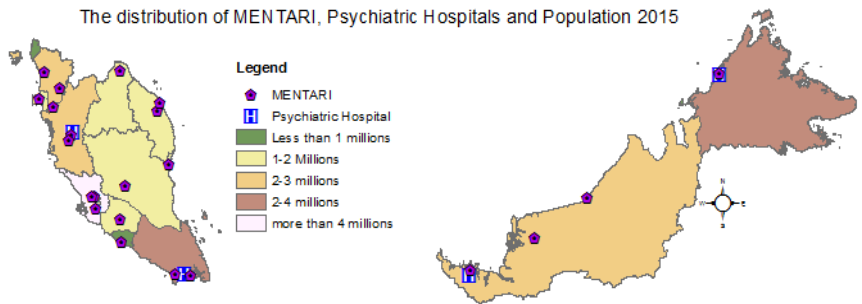 The distribution of MENTARI, Psychiatric Hospitals and Population 2015
Legend
MENTARI
H Psychiatric Hospital
Less than 1 millions
1-2 Millions
2-3 millions
2-4 millions
more than 4 millions
H
H
H
H
N
W E
S